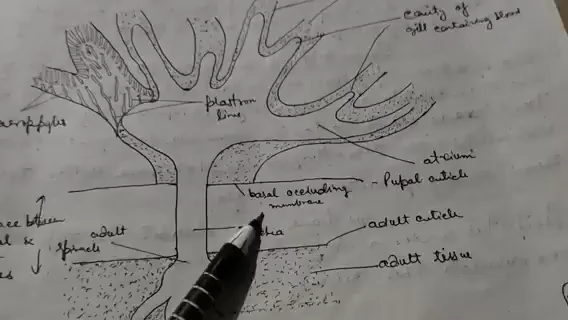 cavity of
gill containing blood
plastron
line
atrium
basal occluding
membrane
Pupal cuticle
adult
spiracle
adult cuticle
adult tissue